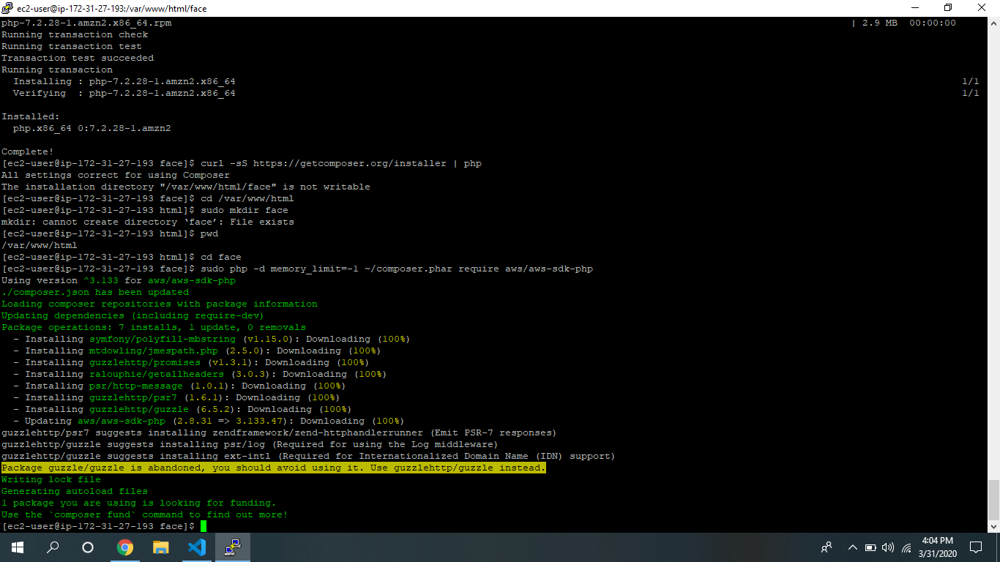 ec2-user@ip-172-31-27-193:/var/www/html/face
php-7.2.28-1.amzn2.x86_64.rpm | 2.9 MB 00:00:00
Running transaction check
Running transaction test
Transaction test succeeded
Running transaction
Installing : php-7.2.28-1.amzn2.x86_64 1/1
Verifying : php-7.2.28-1.amzn2.x86_64 1/1
Installed:
php.x86_64 0:7.2.28-1.amzn2
Complete!
[ec2-user@ip-172-31-27-193 face]$ curl -sS https://getcomposer.org/installer | php
All settings correct for using Composer
The installation directory "/var/www/html/face" is not writable
[ec2-user@ip-172-31-27-193 face]$ cd /var/www/html
[ec2-user@ip-172-31-27-193 html]$ sudo mkdir face
mkdir: cannot create directory ‘face’: File exists
[ec2-user@ip-172-31-27-193 html]$ pwd
/var/www/html
[ec2-user@ip-172-31-27-193 html]$ cd face
[ec2-user@ip-172-31-27-193 face]$ sudo php -d memory_limit=-1 ~/composer.phar require aws/aws-sdk-php
Using version ^3.133 for aws/aws-sdk-php
./composer.json has been updated
Loading composer repositories with package information
Updating dependencies (including require-dev)
Package operations: 7 installs, 1 update, 0 removals
- Installing symfony/polyfill-mbstring (v1.15.0): Downloading (100%)
- Installing mtdowling/jmespath.php (2.5.0): Downloading (100%)
- Installing guzzlehttp/promises (v1.3.1): Downloading (100%)
- Installing ralouphie/getallheaders (3.0.3): Downloading (100%)
- Installing psr/http-message (1.0.1): Downloading (100%)
- Installing guzzlehttp/psr7 (1.6.1): Downloading (100%)
- Installing guzzlehttp/guzzle (6.5.2): Downloading (100%)
- Updating aws/aws-sdk-php (2.8.31 => 3.133.47): Downloading (100%)
guzzlehttp/psr7 suggests installing zendframework/zend-httphandlerrunner (Emit PSR-7 responses)
guzzlehttp/guzzle suggests installing psr/log (Required for using the Log middleware)
guzzlehttp/guzzle suggests installing ext-intl (Required for Internationalized Domain Name (IDN) support)
Package guzzle/guzzle is abandoned, you should avoid using it. Use guzzlehttp/guzzle instead.
Writing lock file
Generating autoload files
1 package you are using is looking for funding.
Use the `composer fund` command to find out more!
[ec2-user@ip-172-31-27-193 face]$
4:04 PM
3/31/2020